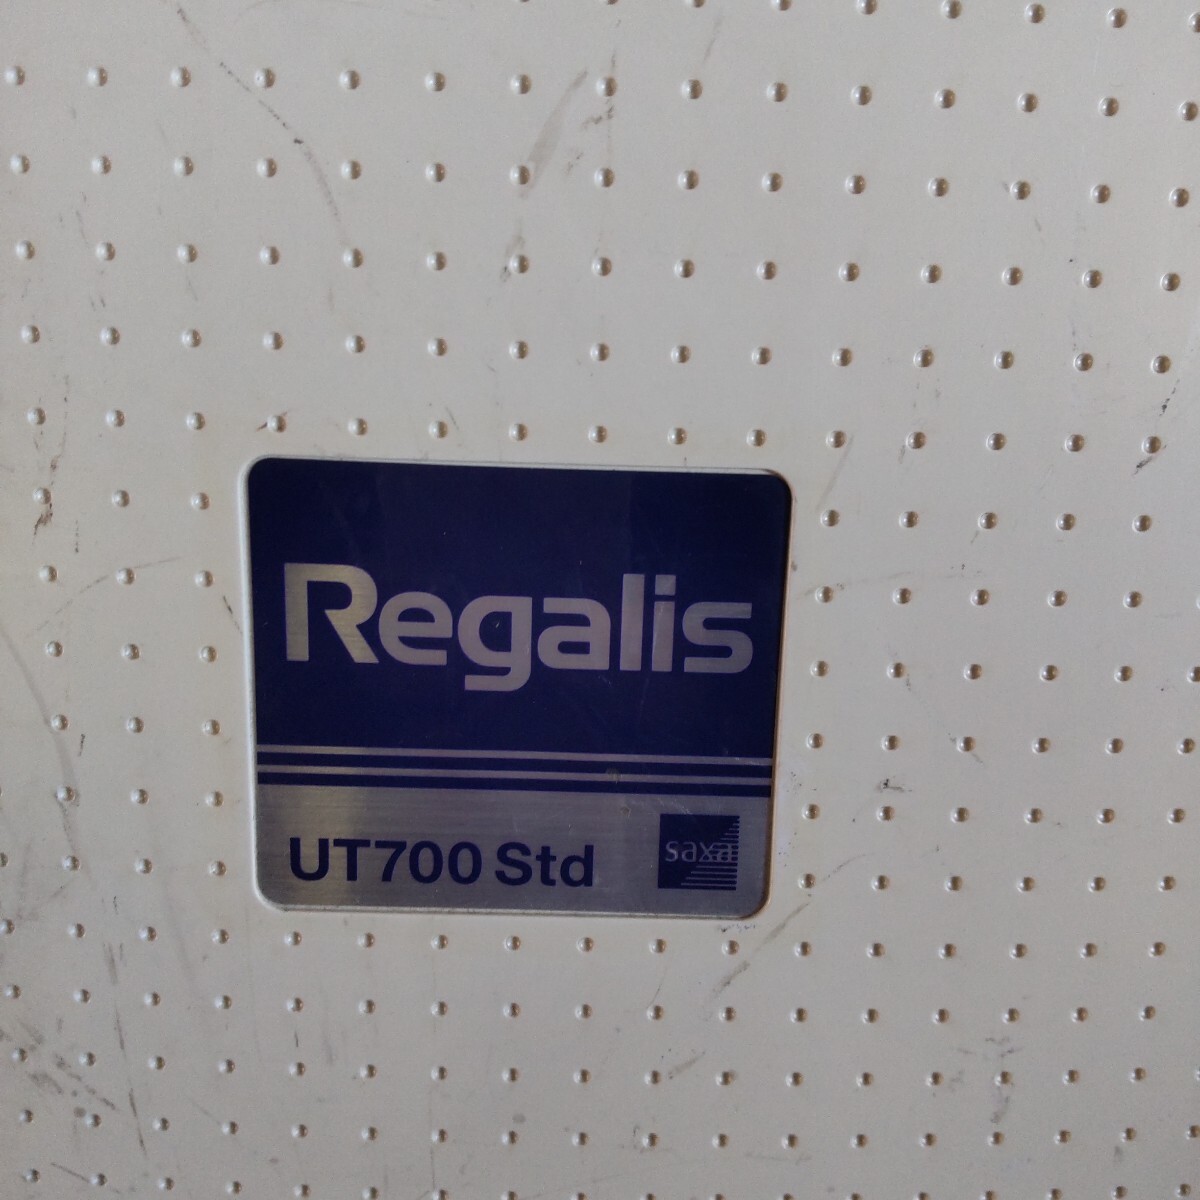 Regalis
UT700 Std
saxa